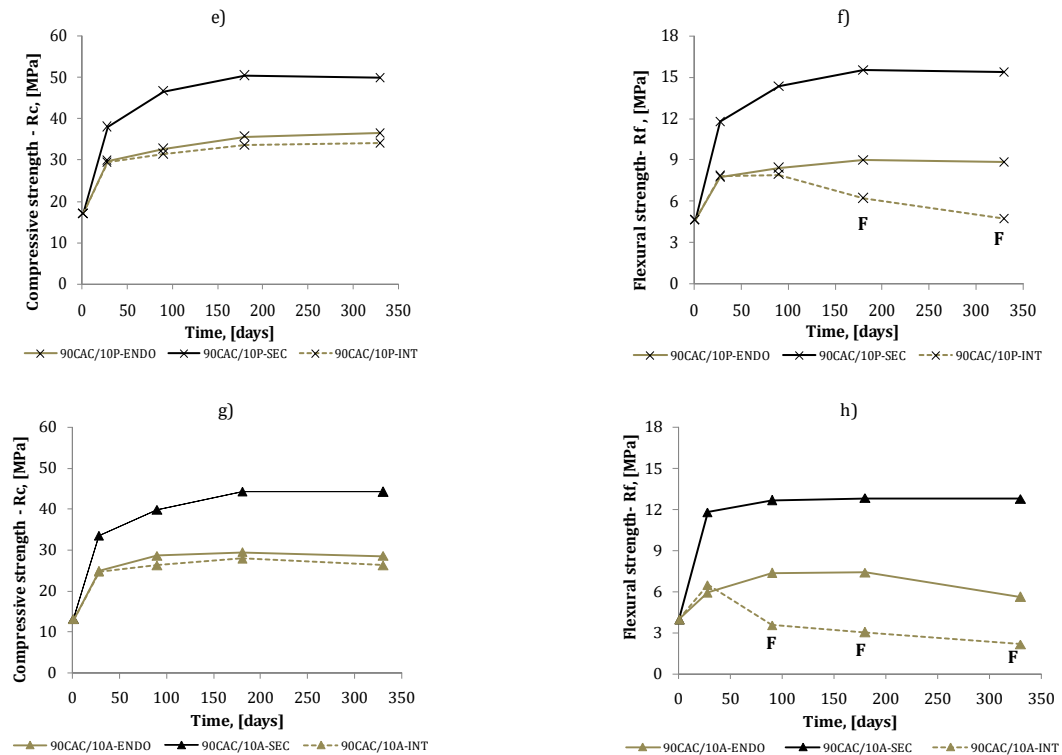 e)
Compressive strength - Rc, [MPa]
60
50
40
30
20
10
0
0 50 100 150 200 250 300 350
Time, [days]
90CAC/10P-ENDO 90CAC/10P-SEC 90CAC/10P-INT
f)
Flexural strength- Rf , [MPa]
18
15
12
9
6
3
0
F
F
0 50 100 150 200 250 300 350
Time, [days]
90CAC/10P-ENDO 90CAC/10P-SEC 90CAC/10P-INT
g)
Compressive strength - Rc, [MPa]
60
50
40
30
20
10
0
0 50 100 150 200 250 300 350
Time, [days]
90CAC/10A-ENDO 90CAC/10A-SEC 90CAC/10A-INT
h)
Flexural strength- Rf, [MPa]
18
15
12
9
6
3
0
F
F
F
0 50 100 150 200 250 300 350
Time, [days]
90CAC/10A-ENDO 90CAC/10A-SEC 90CAC/10A-INT